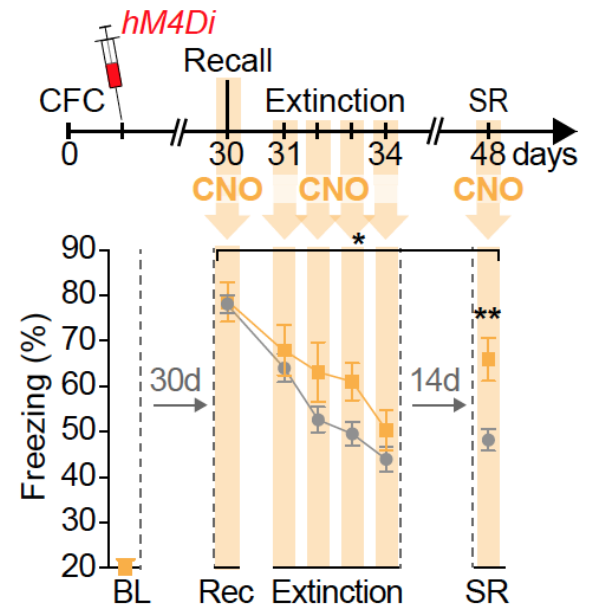 hM4Di
Recall
CFC Extinction SR
0 30 31 34 48 days
CNO CNO CNO
*
90
80
**
70
60
50
40
30
20
Freezing (%)
30d
14d
BL Rec Extinction SR